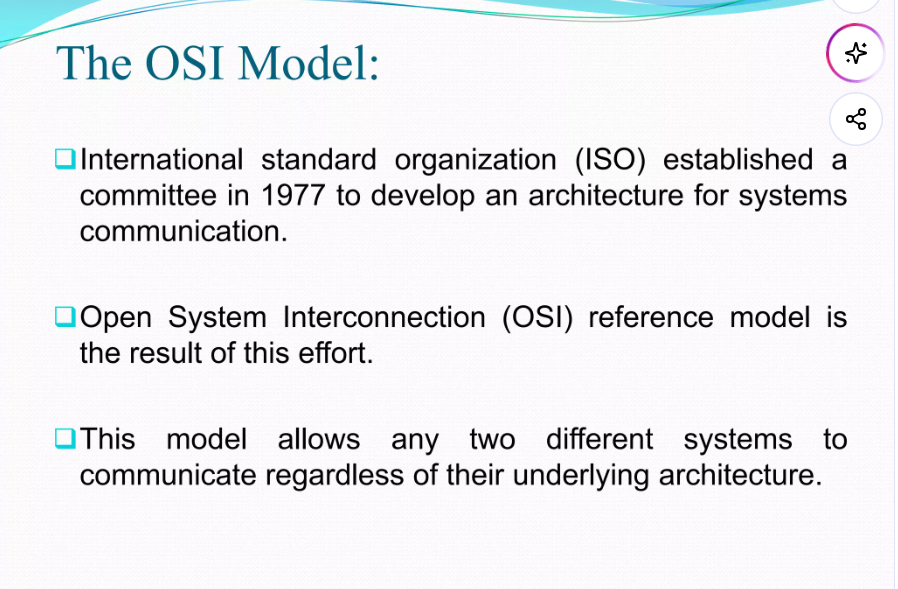 The OSI Model:
❑International standard organization (ISO) established a
committee in 1977 to develop an architecture for systems
communication.
❑Open System Interconnection (OSI) reference model is
the result of this effort.
❑This model allows any two different systems to
communicate regardless of their underlying architecture.